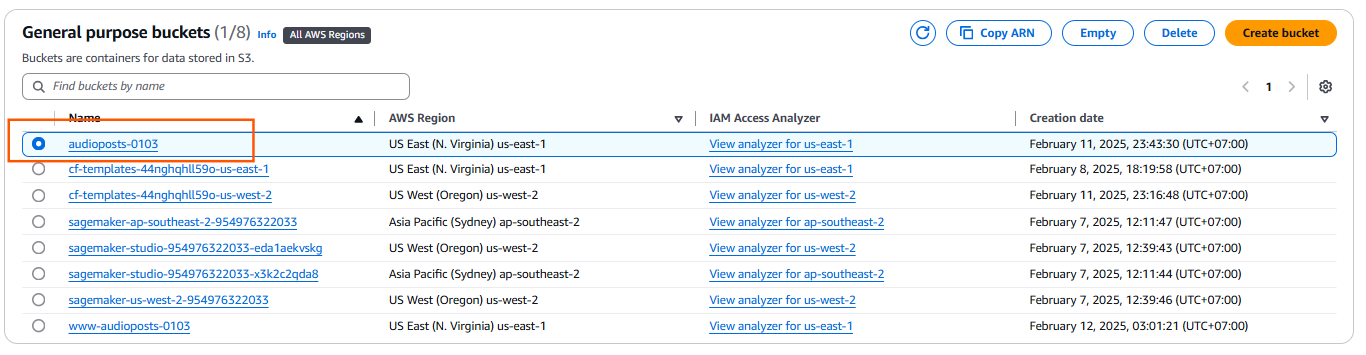 General purpose buckets (1/8) Info All AWS Regions Copy ARN Empty Delete Create bucket
Buckets are containers for data stored in S3.
Find buckets by name 1
Name AWS Region IAM Access Analyzer Creation date
audioposts-0103 US East (N. Virginia) us-east-1 View analyzer for us-east-1 February 11, 2025, 23:43:30 (UTC+07:00)
cf-templates-44nghqhll59o-us-east-1 US East (N. Virginia) us-east-1 View analyzer for us-east-1 February 8, 2025, 18:19:58 (UTC+07:00)
cf-templates-44nghqhll59o-us-west-2 US West (Oregon) us-west-2 View analyzer for us-west-2 February 11, 2025, 23:16:48 (UTC+07:00)
sagemaker-ap-southeast-2-954976322033 Asia Pacific (Sydney) ap-southeast-2 View analyzer for ap-southeast-2 February 7, 2025, 12:11:47 (UTC+07:00)
sagemaker-studio-954976322033-eda1aekvskg US West (Oregon) us-west-2 View analyzer for us-west-2 February 7, 2025, 12:39:43 (UTC+07:00)
sagemaker-studio-954976322033-x3k2c2qda8 Asia Pacific (Sydney) ap-southeast-2 View analyzer for ap-southeast-2 February 7, 2025, 12:11:44 (UTC+07:00)
sagemaker-us-west-2-954976322033 US West (Oregon) us-west-2 View analyzer for us-west-2 February 7, 2025, 12:39:46 (UTC+07:00)
www-audioposts-0103 US East (N. Virginia) us-east-1 View analyzer for us-east-1 February 12, 2025, 03:01:21 (UTC+07:00)